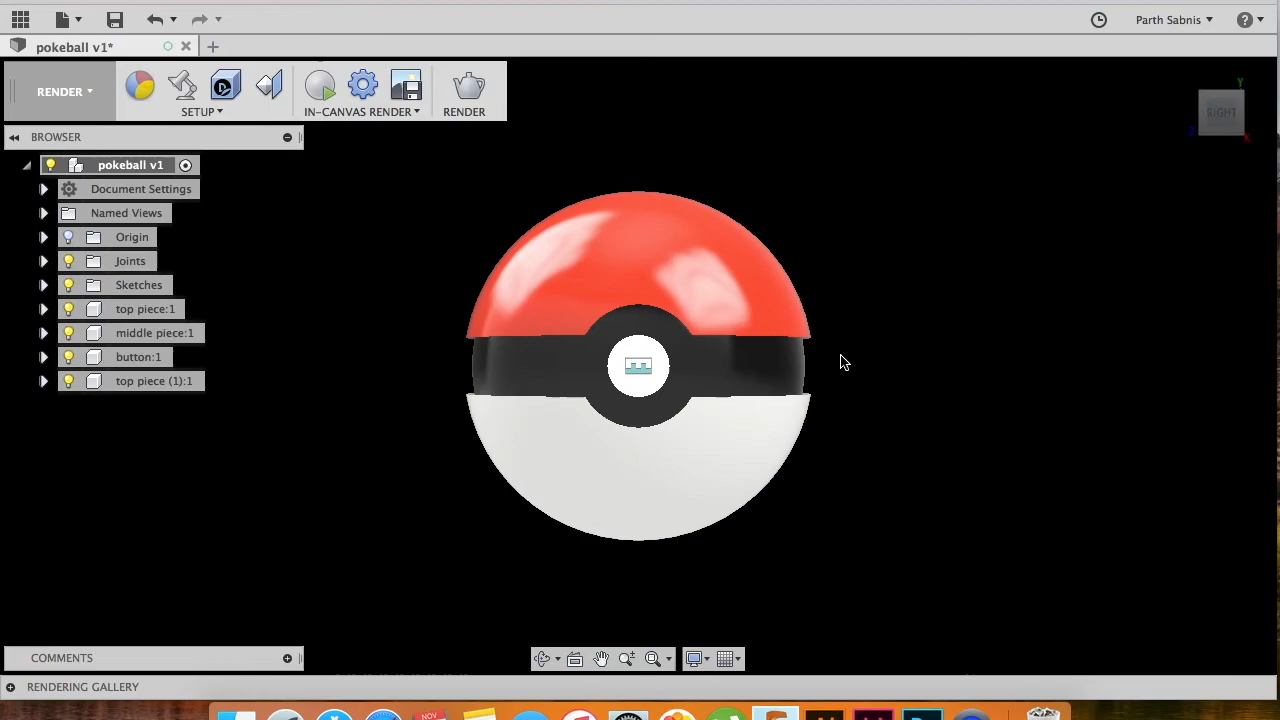 Parth Sabnis
pokeball v1*
RENDER
SETUP
IN-CANVAS RENDER
RENDER
BROWSER
pokeball v1
Document Settings
Named Views
Origin
Joints
Sketches
top piece:1
middle piece:1
button:1
top piece (1):1
Y
RIGHT
Z
X
COMMENTS
RENDERING GALLERY
NOV